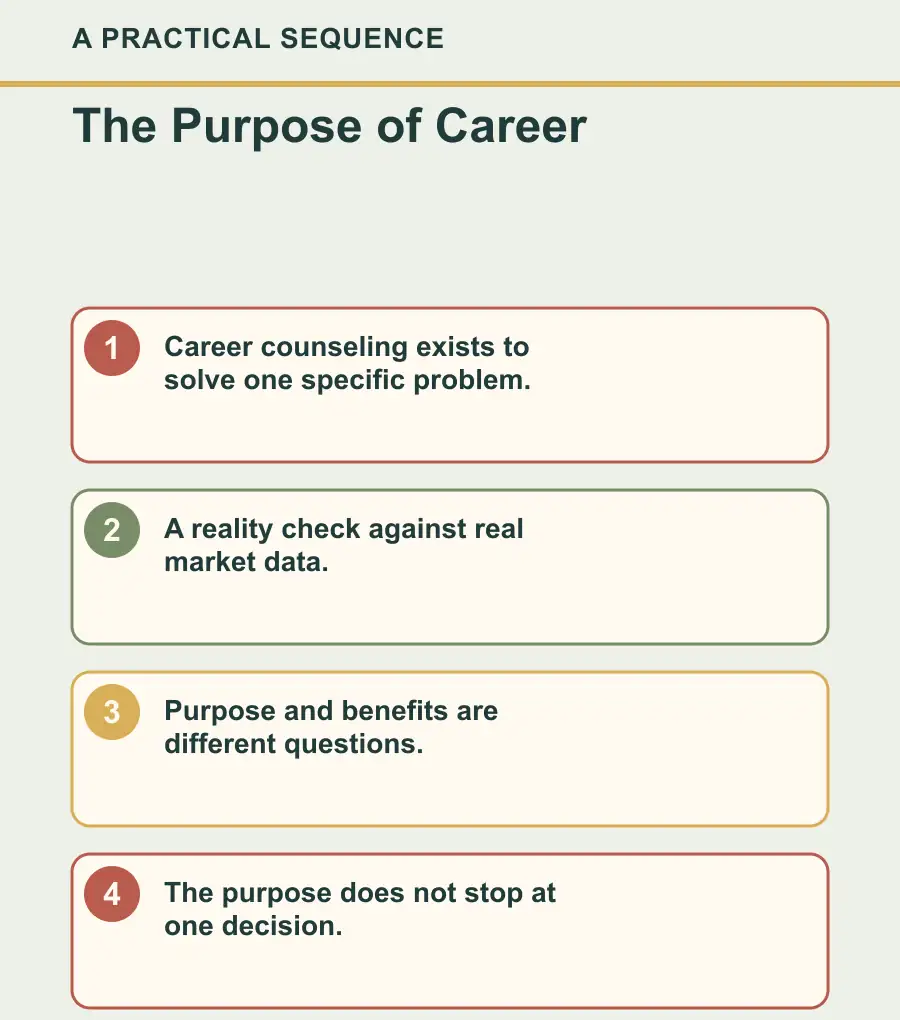 A PRACTICAL SEQUENCE
The Purpose of Career
1
Career counseling exists to
solve one specific problem.
2
A reality check against real
market data.
3
Purpose and benefits are
different questions.
4
The purpose does not stop at
one decision.